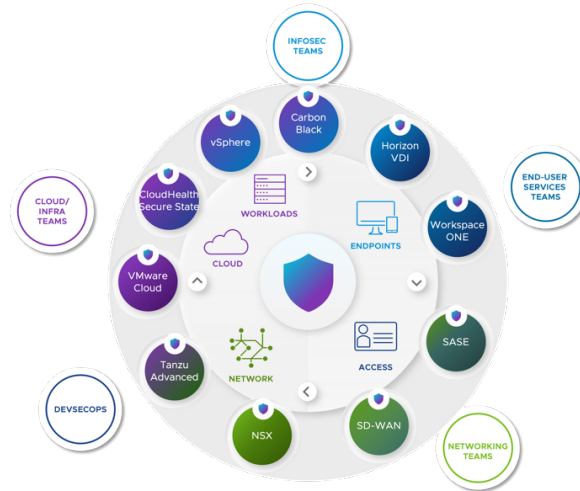 INFOSEC
TEAMS
Carbon
Black
vSphere
Horizon
VDI
CloudHealth
Secure State
WORKLOADS
CLOUD/
INFRA
TEAMS
END-USER
SERVICES
TEAMS
Workspace
ONE
ENDPOINTS
CLOUD
VMware
Cloud
SASE
Tanzu
Advanced
NETWORK
ACCESS
DEVSECOPS
NSX
SD-WAN
NETWORKING
TEAMS